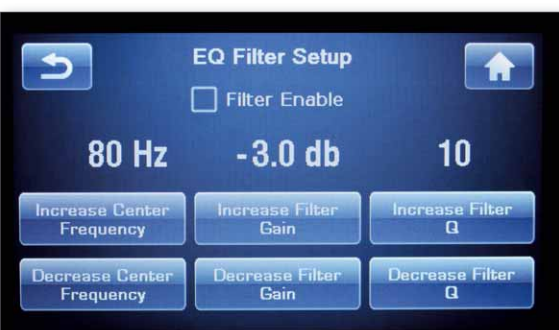 EQ Filter Setup
Filter Enable
80 Hz
-3.0 db
10
Increase Center
Frequency
Increase Filter
Gain
Increase Filter
Q
Decrease Center
Frequency
Decrease Filter
Gain
Decrease Filter
Q